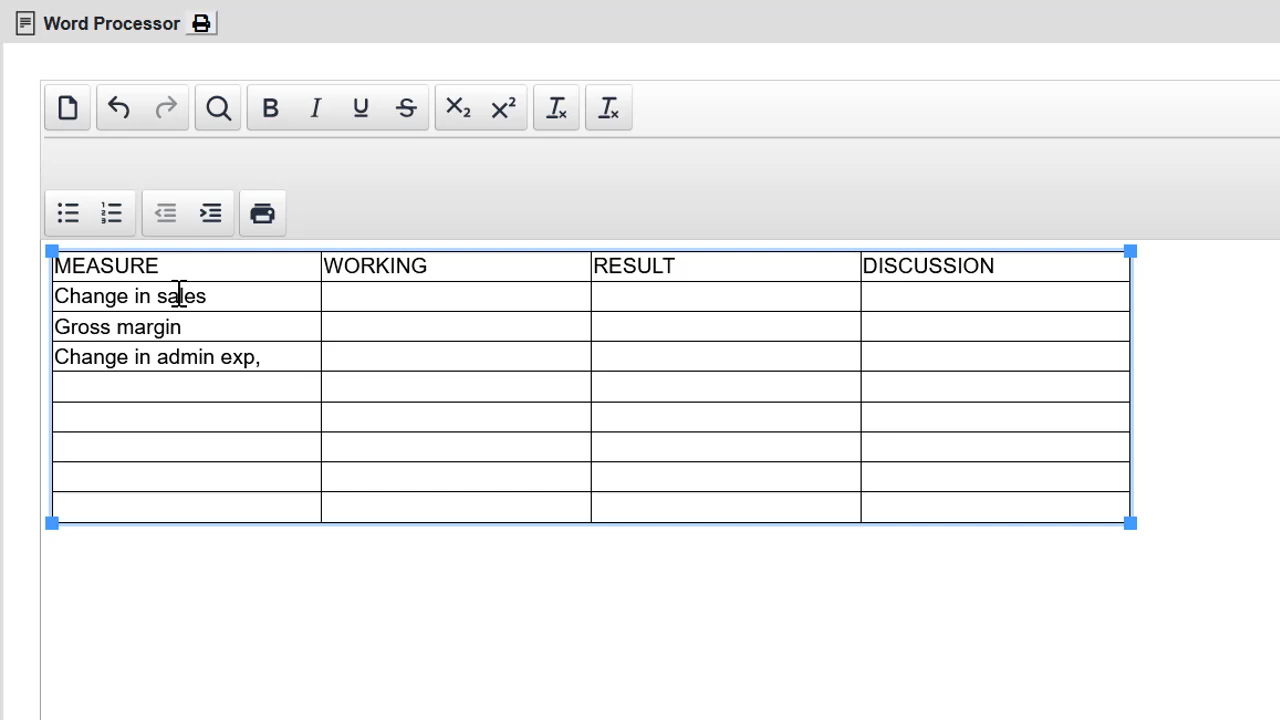 Word Processor
MEASURE WORKING RESULT DISCUSSION
Change in sales
Gross margin
Change in admin exp,